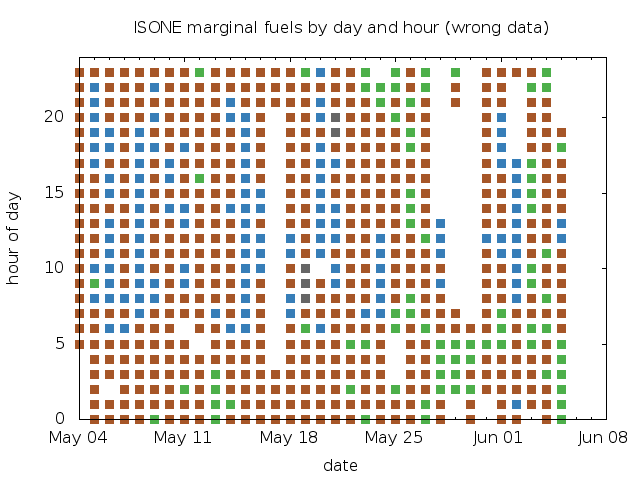 ISONE marginal fuels by day and hour (wrong data)
20
15
10
5
0
hour of day
May 04 May 11 May 18 May 25 Jun 01 Jun 08
date